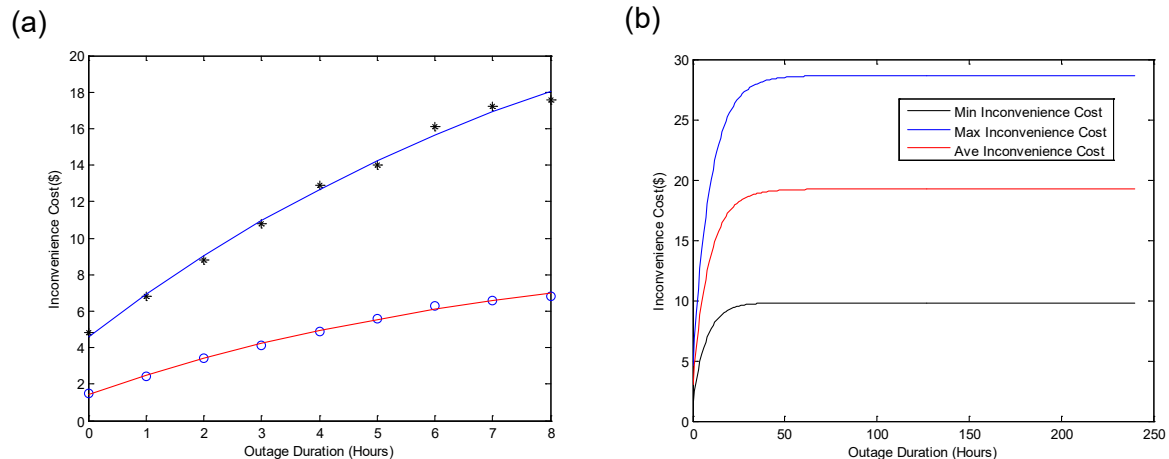 (a)
20
18
16
14
12
10
8
6
4
2
0
Inconvenience Cost($)
0 1 2 3 4 5 6 7 8
Outage Duration (Hours)
(b)
30
25
20
15
10
5
0
Inconvenience Cost($)
Min Inconvenience Cost
Max Inconvenience Cost
Ave Inconvenience Cost
0 50 100 150 200 250
Outage Duration (Hours)